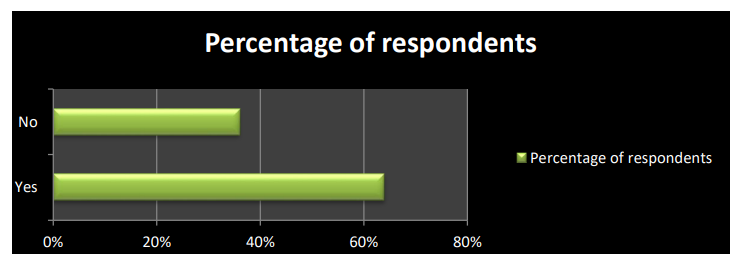 Percentage of respondents
No
Yes
0% 20% 40% 60% 80%
Percentage of respondents